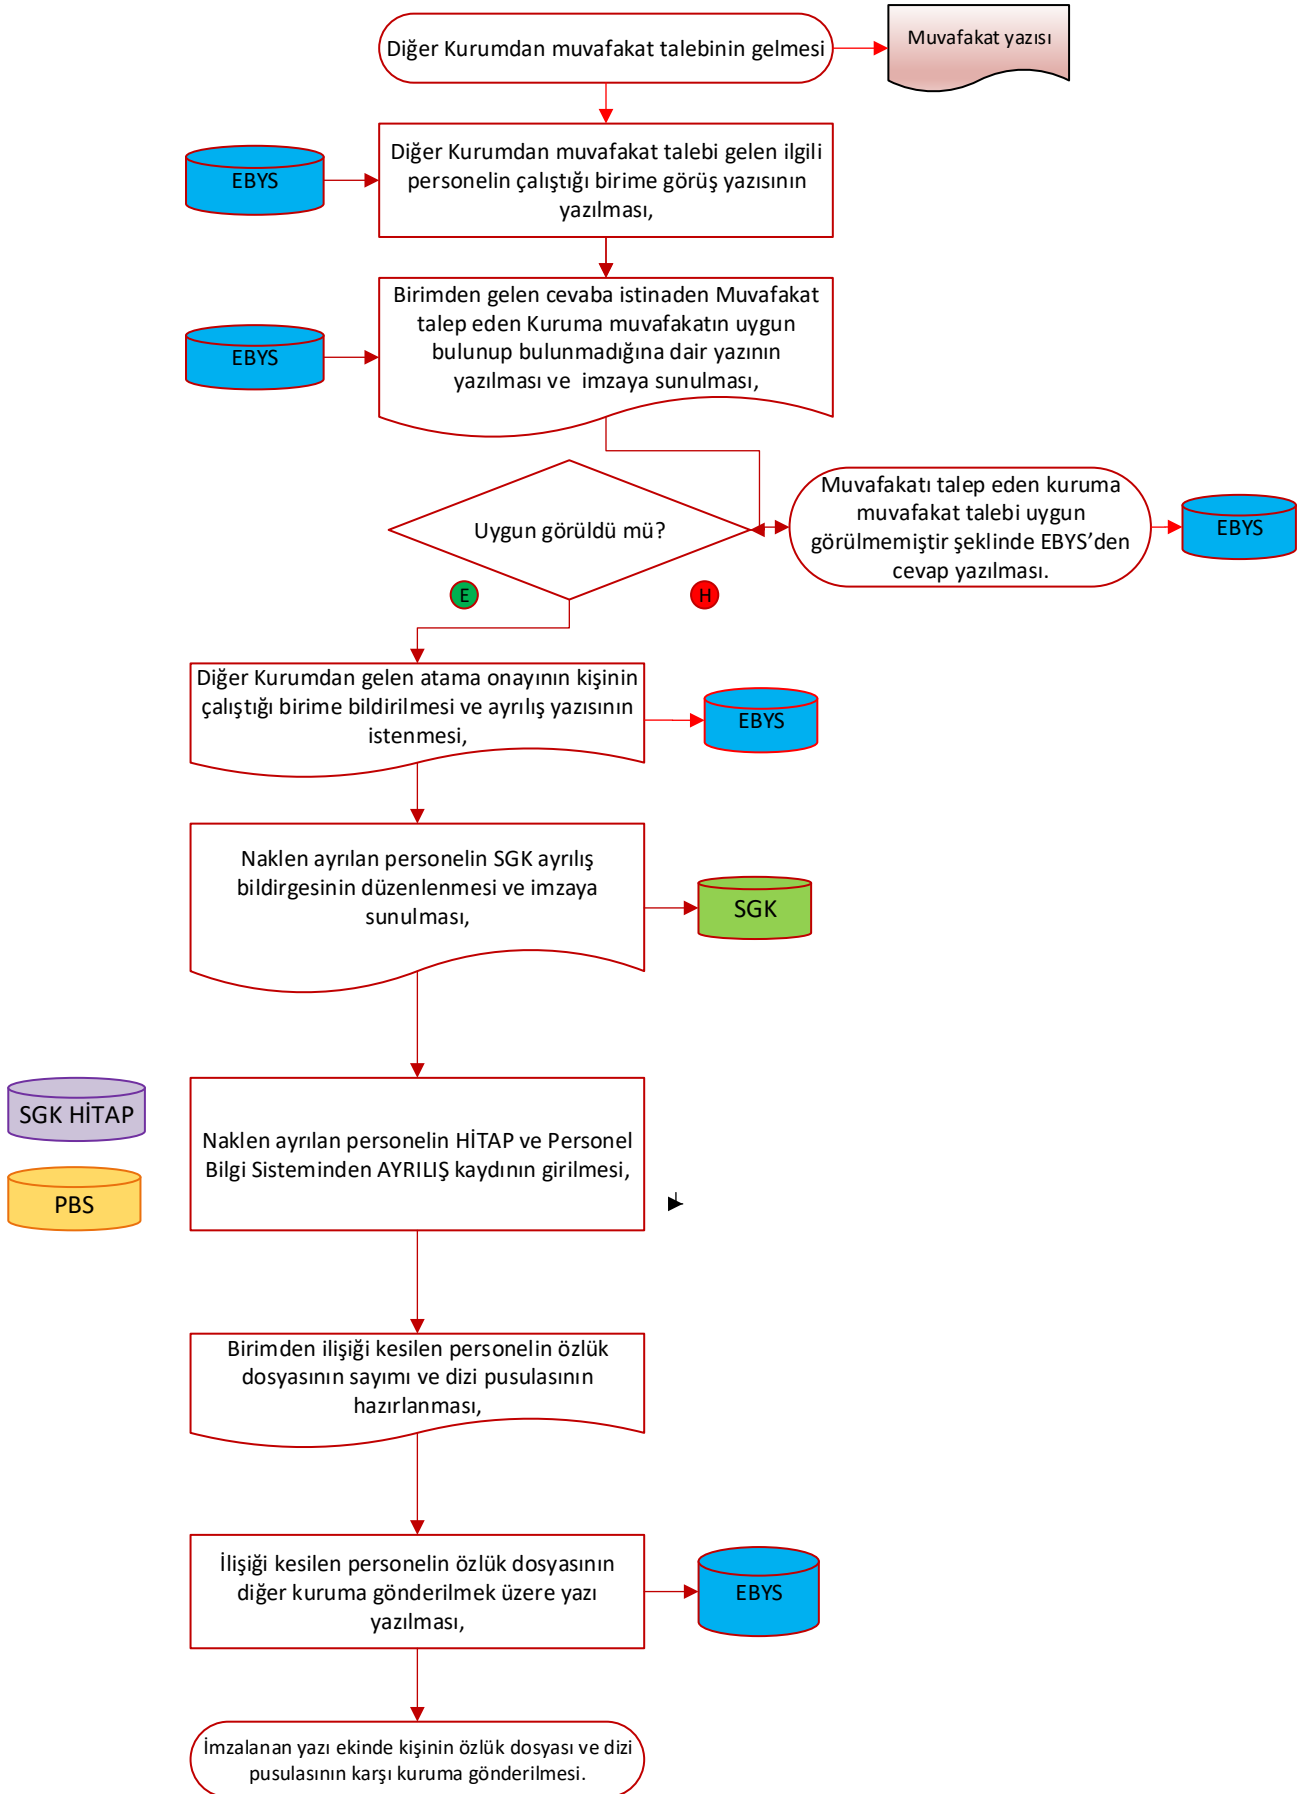 Diğer Kurumdan muvafakat talebinin gelmesi
Muvafakat yazısı
EBYS
Diğer Kurumdan muvafakat talebi gelen ilgili
personelin çalıştığı birime görüş yazısının
yazılması,
EBYS
Birimden gelen cevaba istinaden Muvafakat
talep eden Kuruma muvafakatın uygun
bulunup bulunmadığına dair yazının
yazılması ve imzaya sunulması,
Uygun görüldü mü?
Muvafakatı talep eden kuruma
muvafakat talebi uygun
görülmemiştir şeklinde EBYS’den
cevap yazılması.
EBYS
E
H
Diğer Kurumdan gelen atama onayının kişinin
çalıştığı birime bildirilmesi ve ayrılış yazısının
istenmesi,
EBYS
Naklen ayrılan personelin SGK ayrılış
bildirgesinin düzenlenmesi ve imzaya
sunulması,
SGK
SGK HİTAP
PBS
Naklen ayrılan personelin HİTAP ve Personel
Bilgi Sisteminden AYRILIŞ kaydının girilmesi,
Birimden ilişiği kesilen personelin özlük
dosyasının sayımı ve dizi pusulasının
hazırlanması,
İlişiği kesilen personelin özlük dosyasının
diğer kuruma gönderilmek üzere yazı
yazılması,
EBYS
İmzalanan yazı ekinde kişinin özlük dosyası ve dizi
pusulasının karşı kuruma gönderilmesi.